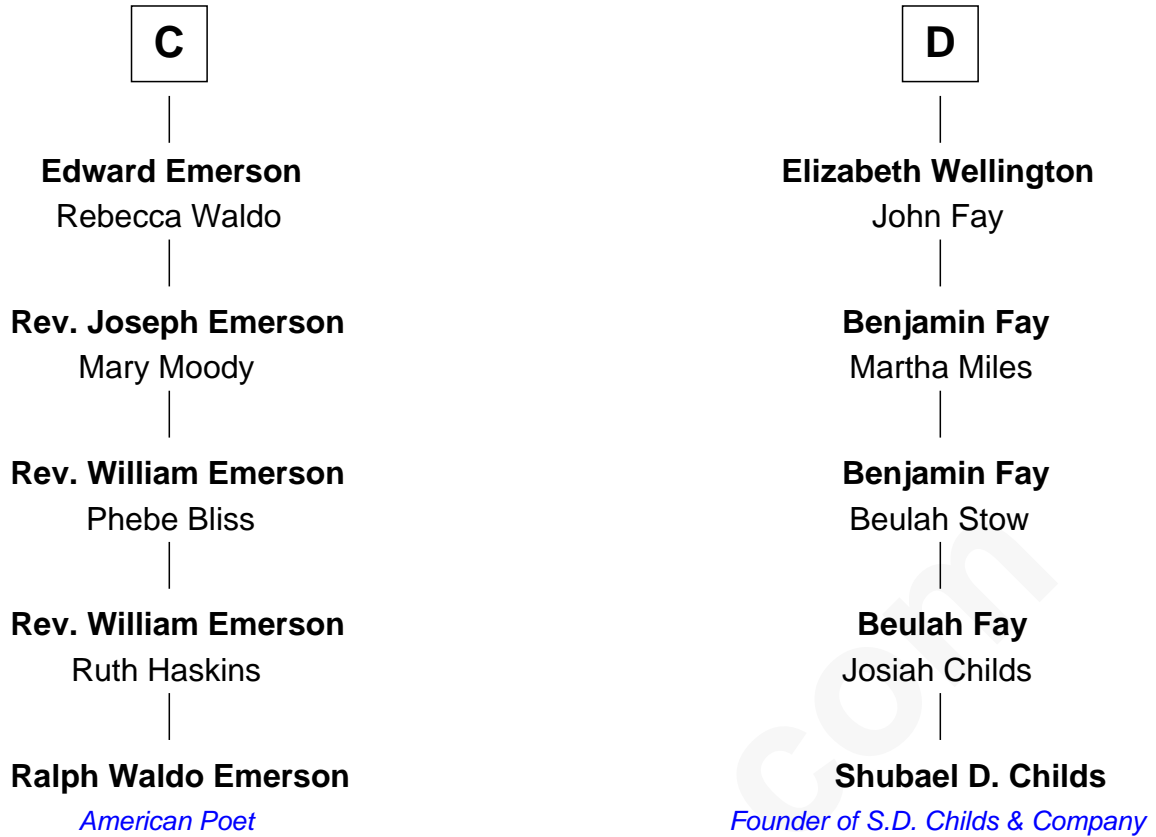 C
Edward Emerson
Rebecca Waldo
Rev. Joseph Emerson
Mary Moody
Rev. William Emerson
Phebe Bliss
Rev. William Emerson
Ruth Haskins
Ralph Waldo Emerson
American Poet
D
Elizabeth Wellington
John Fay
Benjamin Fay
Martha Miles
Benjamin Fay
Beulah Stow
Beulah Fay
Josiah Childs
Shubael D. Childs
Founder of S.D. Childs & Company
com